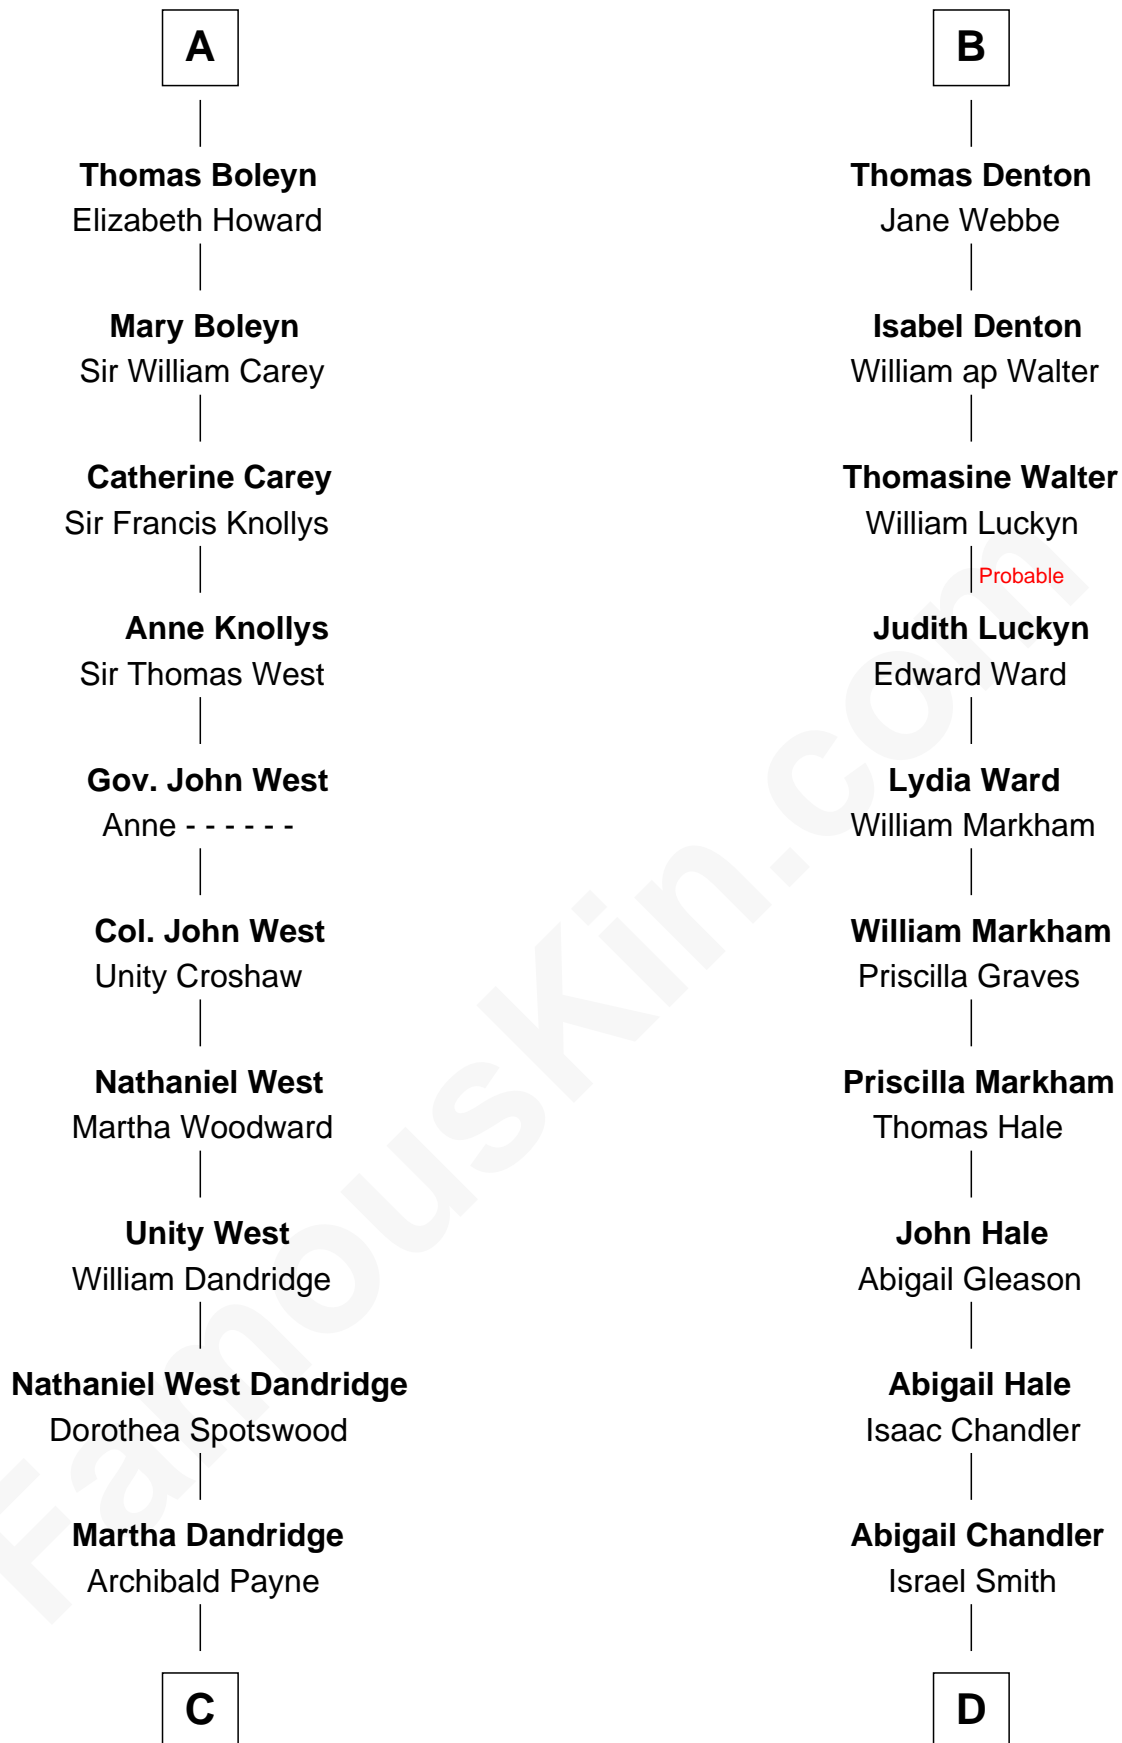 A
Thomas Boleyn
Elizabeth Howard
Mary Boleyn
Sir William Carey
Catherine Carey
Sir Francis Knollys
Anne Knollys
Sir Thomas West
Gov. John West
Anne - - - - - -
Col. John West
Unity Croshaw
Nathaniel West
Martha Woodward
Unity West
William Dandridge
Nathaniel West Dandridge
Dorothea Spotswood
Martha Dandridge
Archibald Payne
C
B
Thomas Denton
Jane Webbe
Isabel Denton
William ap Walter
Thomasine Walter
William Luckyn
Probable
Judith Luckyn
Edward Ward
Lydia Ward
William Markham
William Markham
Priscilla Graves
Priscilla Markham
Thomas Hale
John Hale
Abigail Gleason
Abigail Hale
Isaac Chandler
Abigail Chandler
Israel Smith
D
FamousKin.com